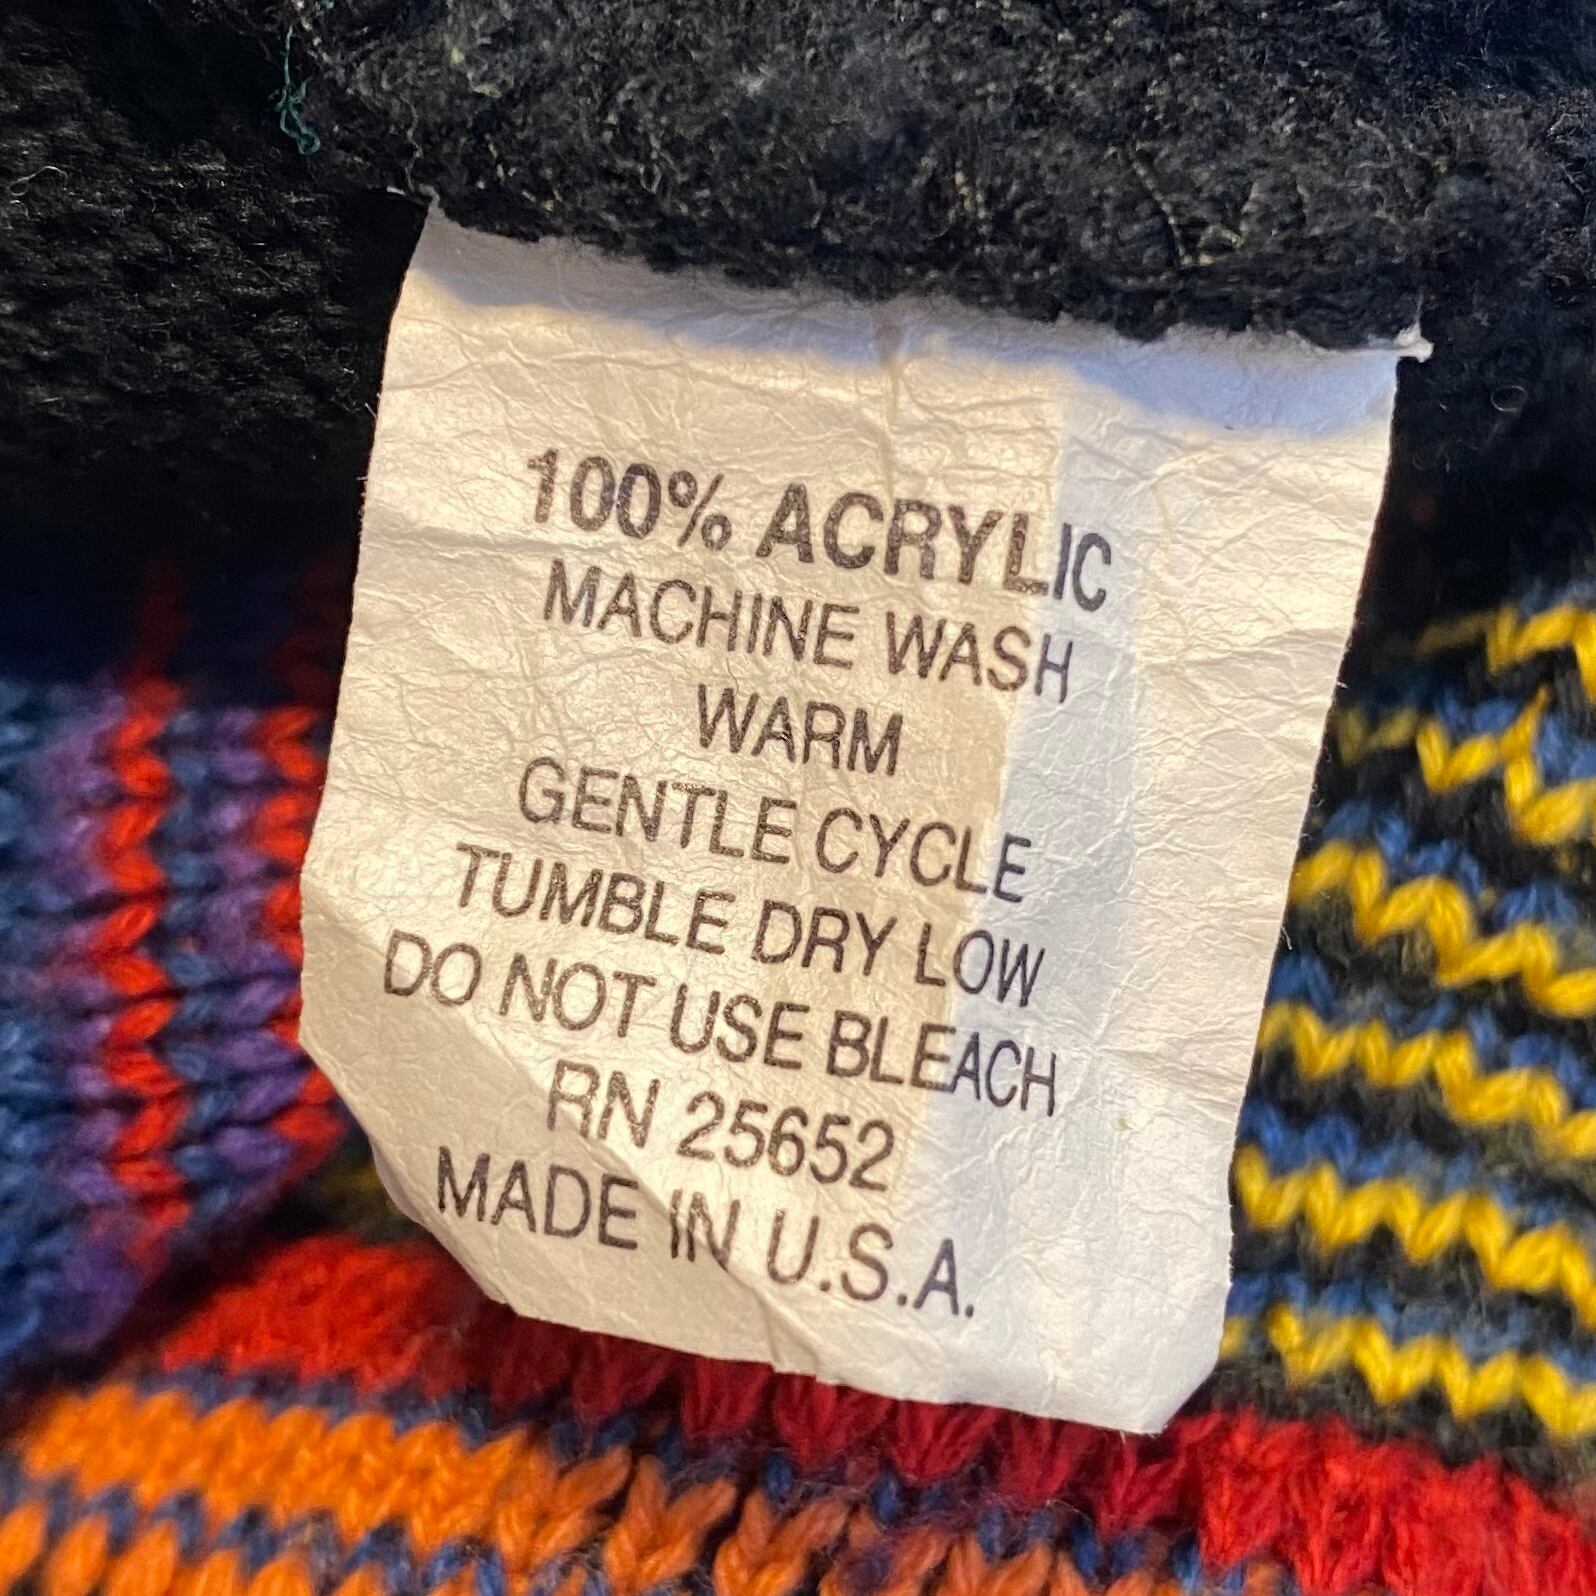 100% ACRYLIC
MACHINE WASH
WARM
GENTLE CYCLE
TUMBLE DRY LOW
DO NOT USE BLEACH
RN 25652
MADE IN U.S.A.